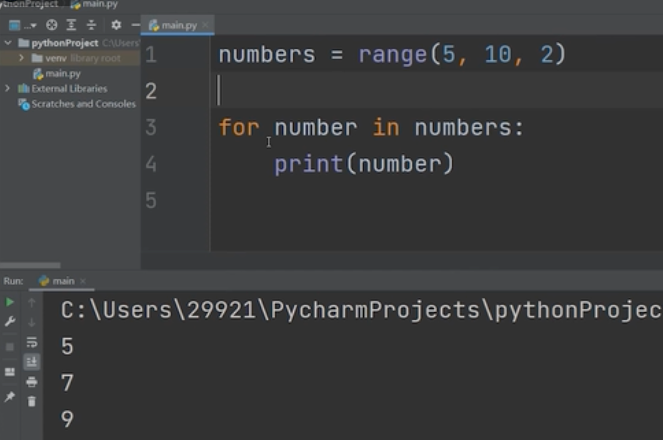 pythonProject main.py
main.py
pythonProject C:\Users
venv library root
main.py
External Libraries
Scratches and Consoles
1 numbers = range(5, 10, 2)
2
3 for number in numbers:
4 print(number)
5
Run: main
C:\Users\29921\PycharmProjects\pythonProjec
5
7
9